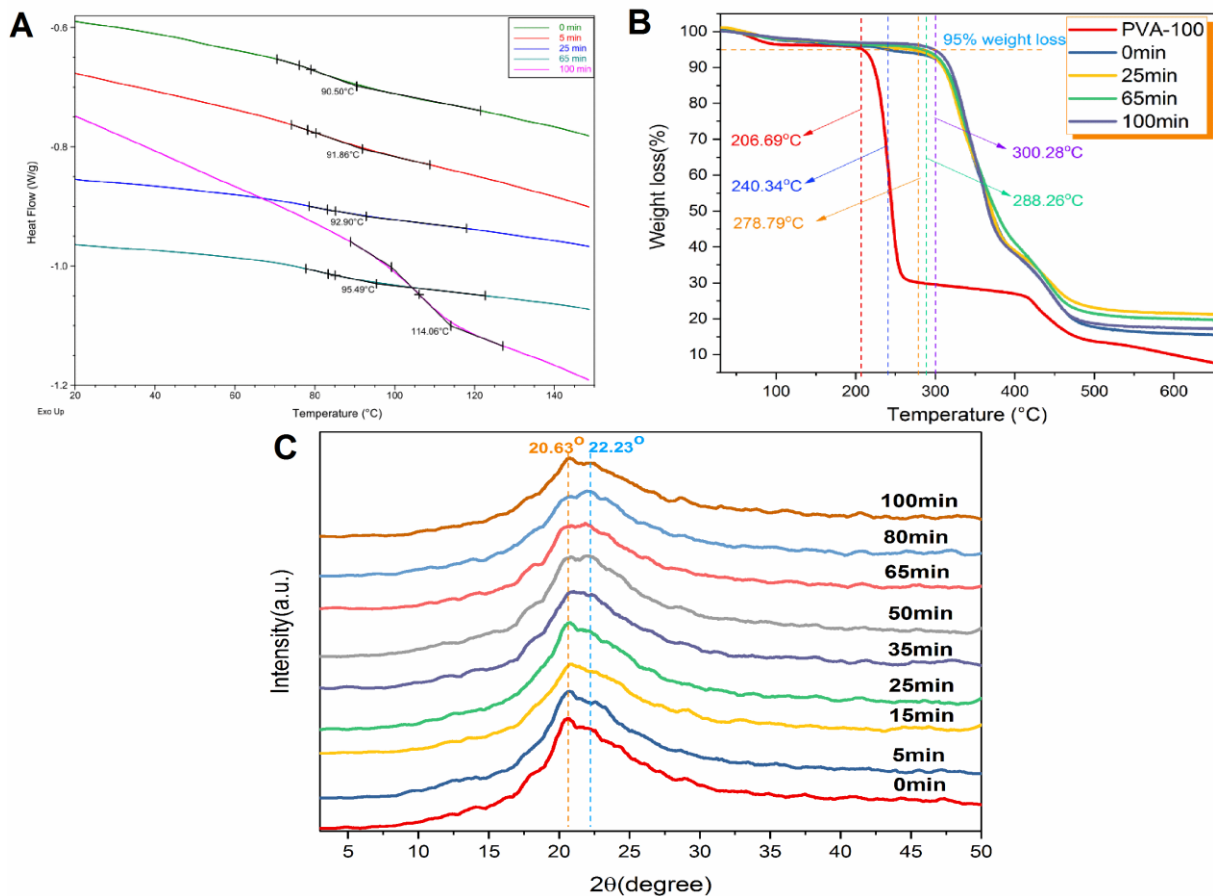 A
0 min
5 min
25 min
65 min
100 min
-0.6
-0.8
-1.0
-1.2
Heat Flow (W/g)
90.50°C
91.86°C
92.90°C
95.49°C
114.06°C
20
40
60
80
100
120
140
Exo Up
Temperature (°C)
B
95% weight loss
PVA-100
0min
25min
65min
100min
100
90
80
70
60
50
40
30
20
10
Weight loss(%)
206.69°C
240.34°C
278.79°C
300.28°C
288.26°C
0
100
200
300
400
500
600
Temperature (°C)
C
20.63° 22.23°
100min
80min
65min
50min
35min
25min
15min
5min
0min
Intensity(a.u.)
5
10
15
20
25
30
35
40
45
50
2θ(degree)